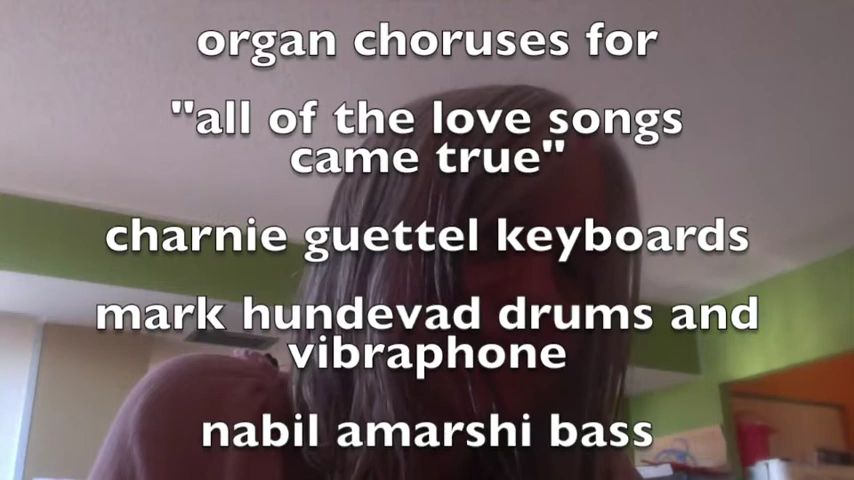 organ choruses for
"all of the love songs
came true"
charnie guettel keyboards
mark hundevad drums and
vibraphone
nabil amarshi bass